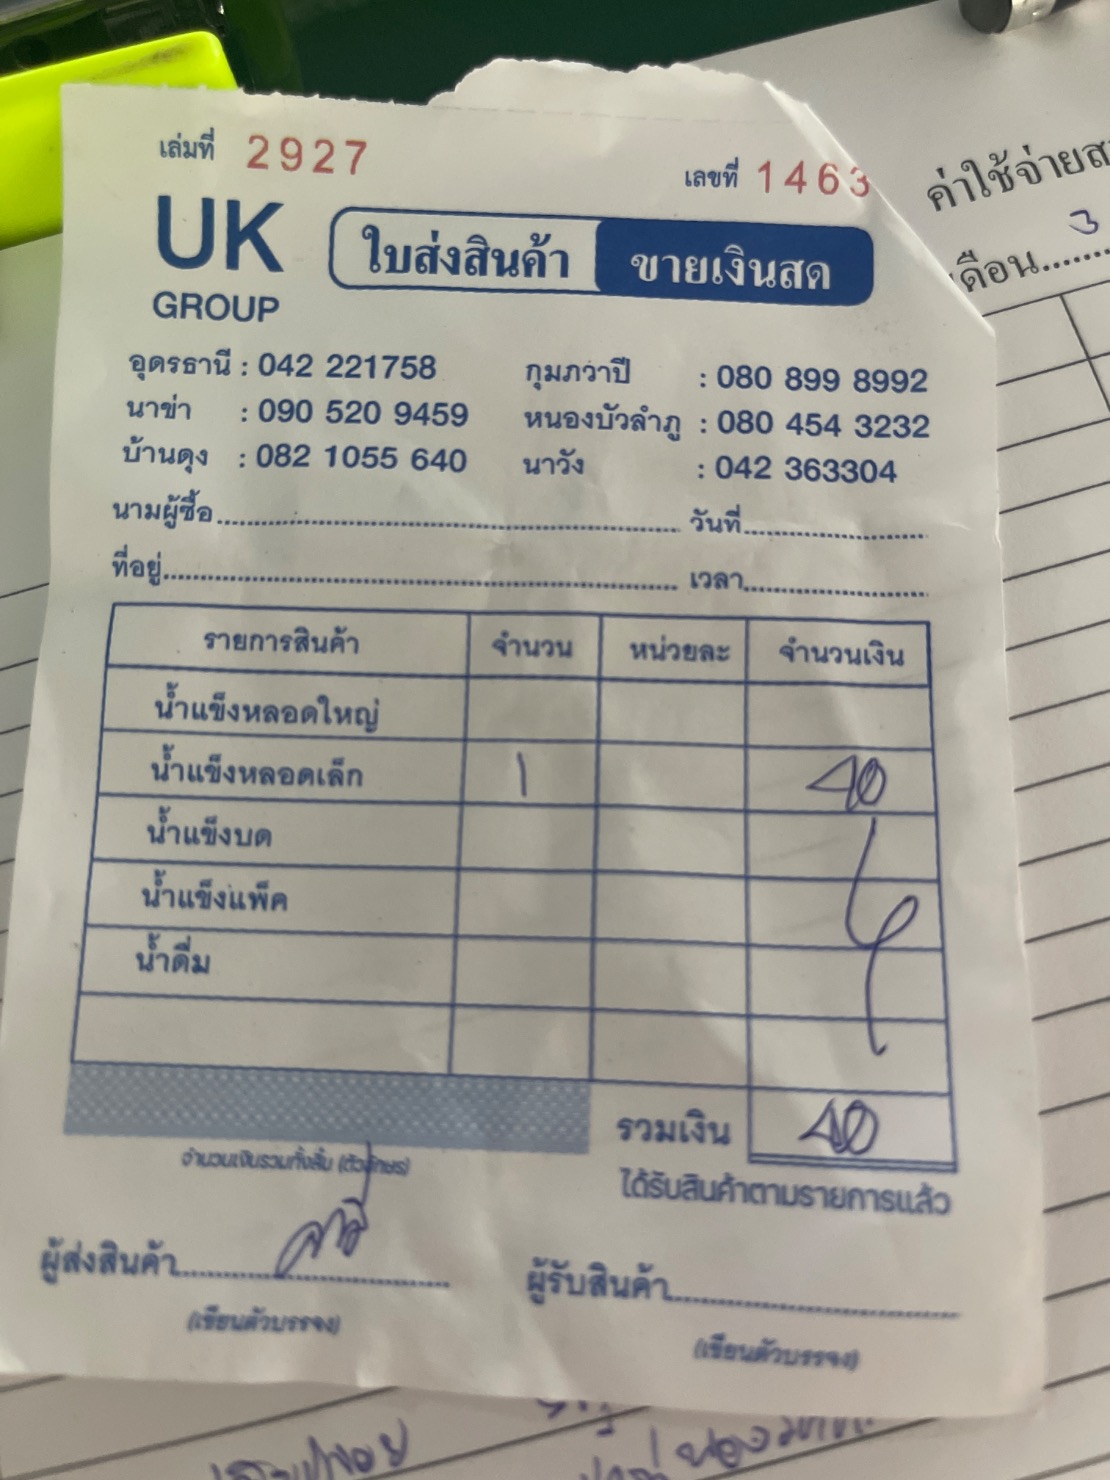 เล่มที่ 2927
เลขที่ 1463
UK
GROUP
ใบส่งสินค้า ขายเงินสด
อุดรธานี : 042 221758 กุมภวาปี : 080 899 8992
นาข่า : 090 520 9459 หนองบัวลำภู : 080 454 3232
บ้านดุง : 082 1055 640 นาวัง : 042 363304
นามผู้ซื้อ วันที่
ที่อยู่ เวลา
รายการสินค้า จำนวน หน่วยละ จำนวนเงิน
น้ำแข็งหลอดใหญ่
น้ำแข็งหลอดเล็ก 1 40
น้ำแข็งบด
น้ำแข็งแพ็ค
น้ำดื่ม
รวมเงิน 40
จำนวนเงินรวมทั้งสิ้น (ตัวอักษร)
ได้รับสินค้าตามรายการแล้ว
ผู้ส่งสินค้า ผู้รับสินค้า
(เขียนตัวบรรจง) (เขียนตัวบรรจง)
ค่าใช้จ่าย
เดือน 3